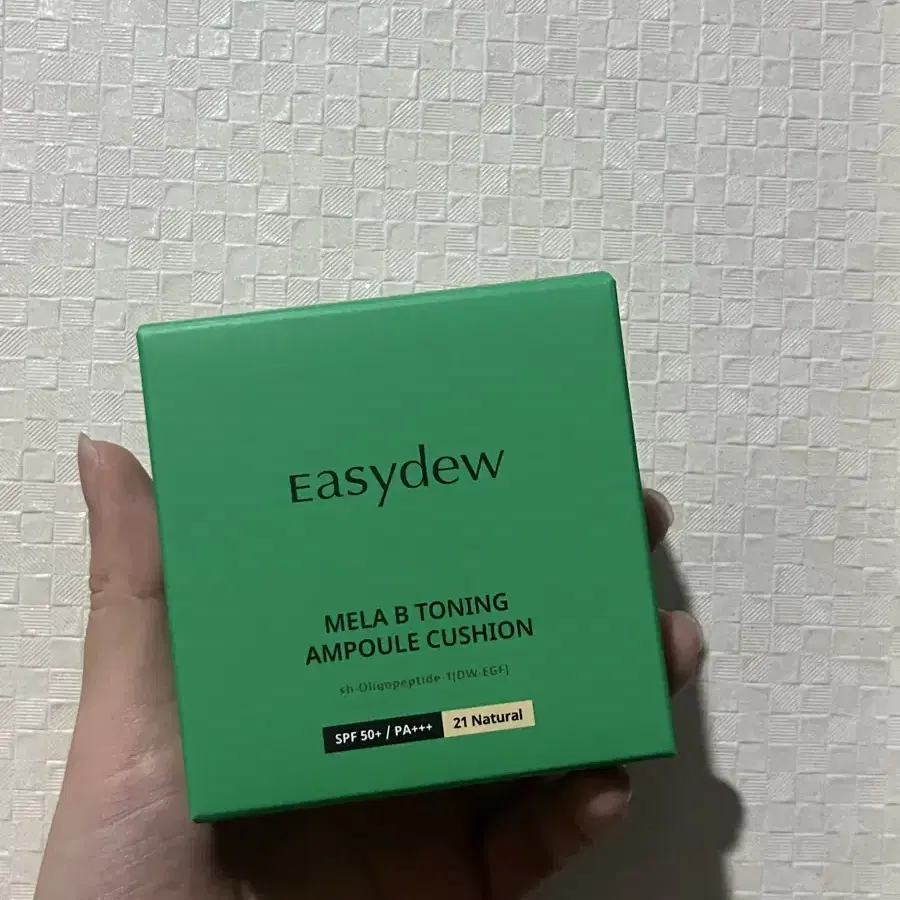 Easydew
MELA B TONING
AMPOULE CUSHION
sh-Oligopeptide-1(DW-EGF)
SPF 50+ / PA+++ 21 Natural